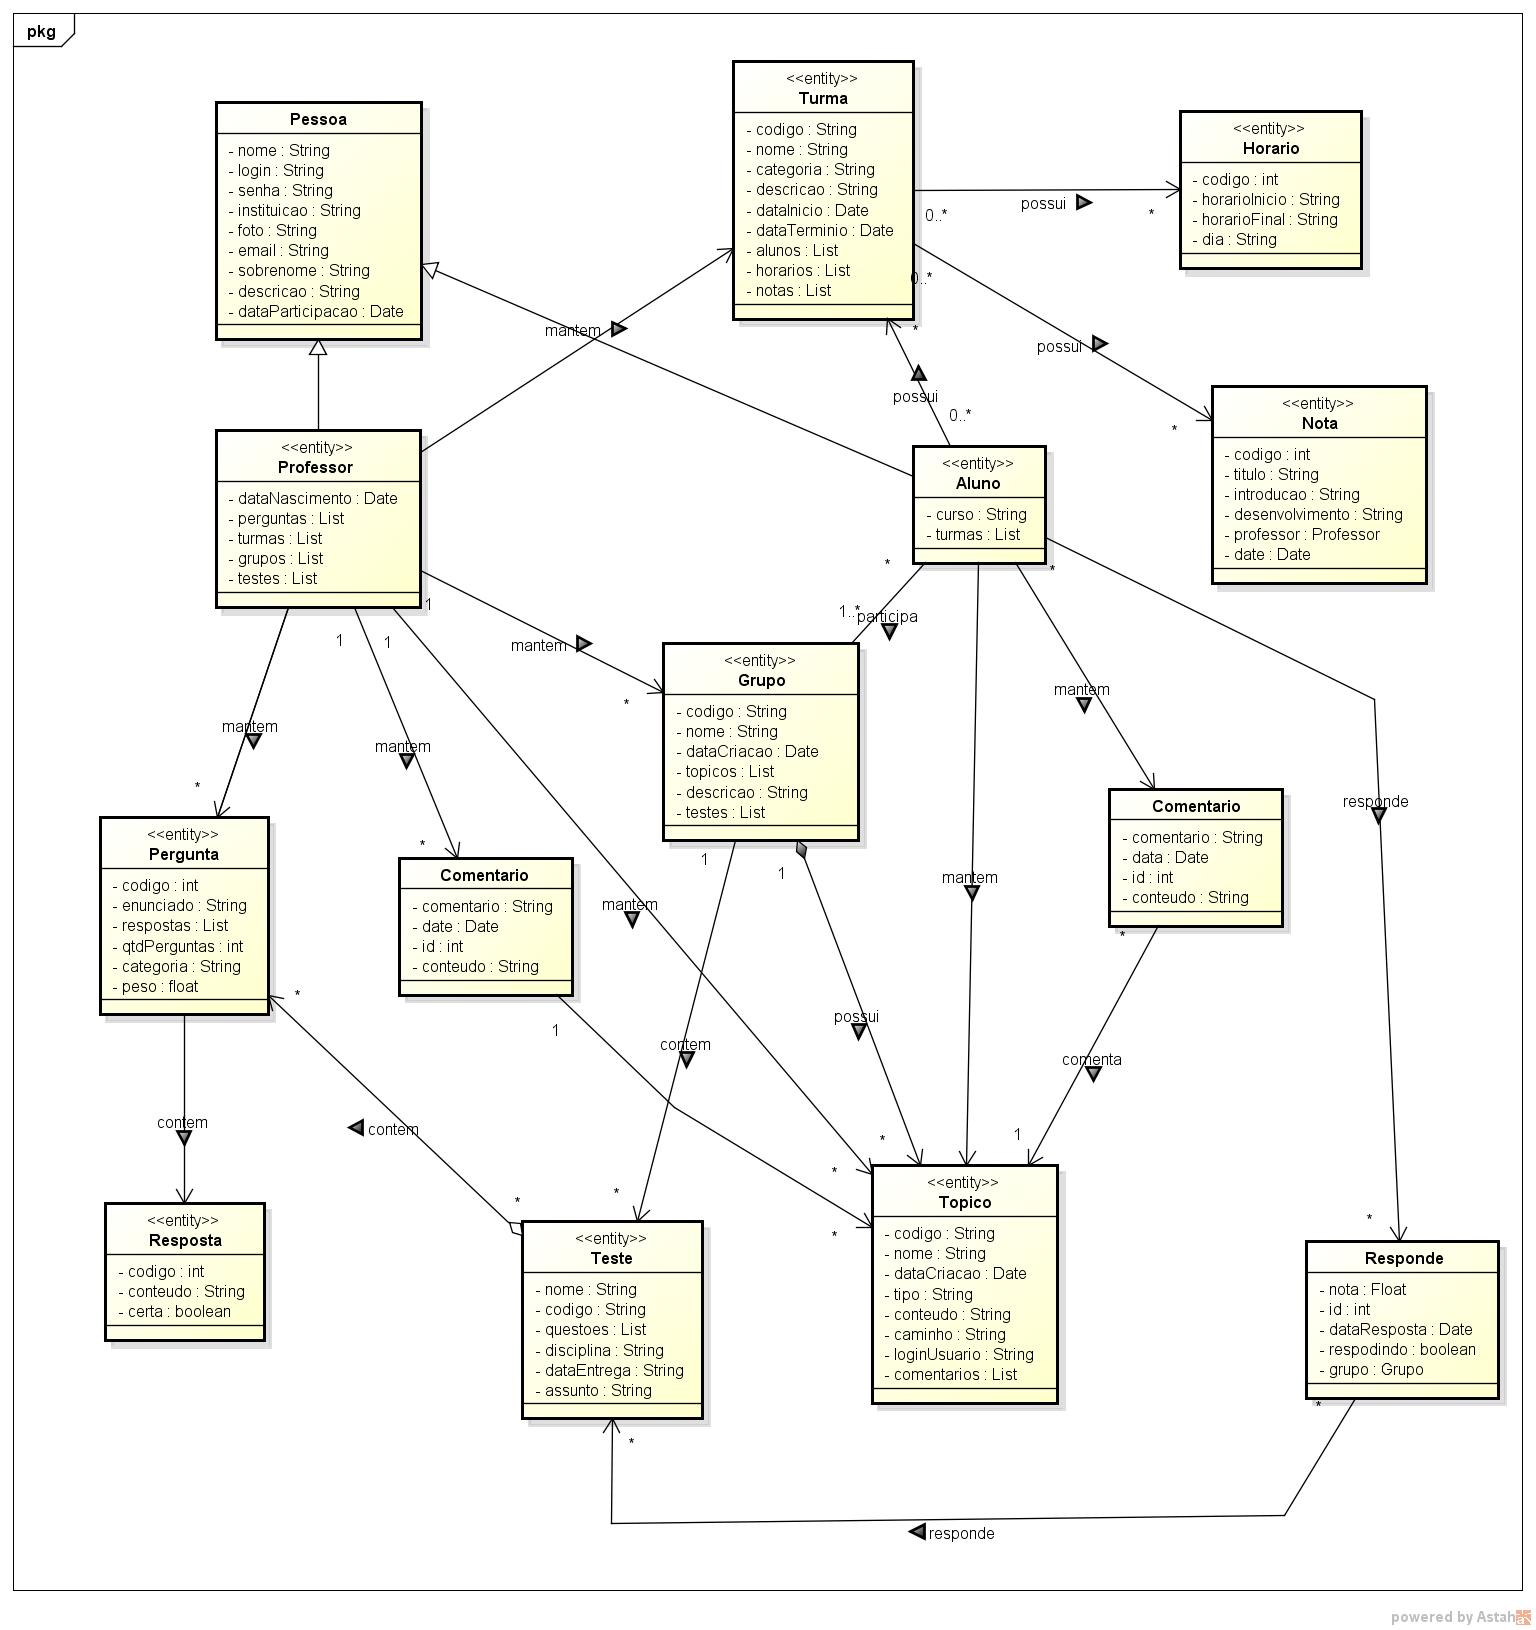 pkg
Pessoa
- nome : String
- login : String
- senha : String
- instituicao : String
- foto : String
- email : String
- sobrenome : String
- descricao : String
- dataParticipacao : Date
<<entity>>
Turma
- codigo : String
- nome : String
- categoria : String
- descricao : String
- dataInicio : Date
- dataTerminio : Date
- alunos : List
- horarios : List
- notas : List
<<entity>>
Horario
- codigo : int
- horarioInicio : String
- horarioFinal : String
- dia : String
possui
0..*
*
0..*
possui
*
mantem
*
possui
0..*
<<entity>>
Nota
- codigo : int
- titulo : String
- introducao : String
- desenvolvimento : String
- professor : Professor
- date : Date
<<entity>>
Professor
- dataNascimento : Date
- perguntas : List
- turmas : List
- grupos : List
- testes : List
<<entity>>
Aluno
- curso : String
- turmas : List
*
*
1..*
participa
1
1
1
mantem
*
<<entity>>
Grupo
- codigo : String
- nome : String
- dataCriacao : Date
- topicos : List
- descricao : String
- testes : List
mantem
mantem
mantem
*
*
responde
<<entity>>
Pergunta
- codigo : int
- enunciado : String
- respostas : List
- qtdPerguntas : int
- categoria : String
- peso : float
Comentario
- comentario : String
- date : Date
- id : int
- conteudo : String
Comentario
- comentario : String
- data : Date
- id : int
- conteudo : String
1
1
mantem
mantem
*
*
1
possui
contem
comenta
contem
contem
1
*
*
*
*
*
*
*
<<entity>>
Resposta
- codigo : int
- conteudo : String
- certa : boolean
<<entity>>
Teste
- nome : String
- codigo : String
- questoes : List
- disciplina : String
- dataEntrega : String
- assunto : String
<<entity>>
Topico
- codigo : String
- nome : String
- dataCriacao : Date
- tipo : String
- conteudo : String
- caminho : String
- loginUsuario : String
- comentarios : List
Responde
- nota : Float
- id : int
- dataResposta : Date
- respodindo : boolean
- grupo : Grupo
*
responde
powered by Astah